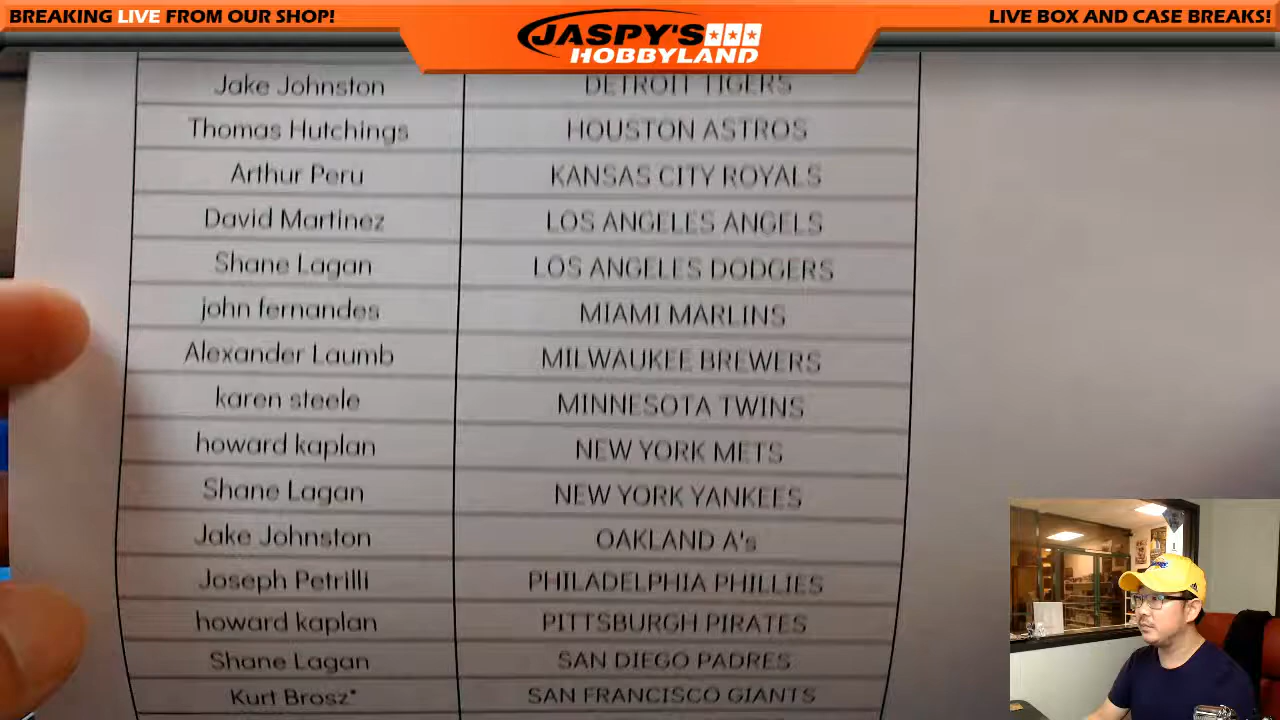 BREAKING LIVE FROM OUR SHOP!
JASPY'S
HOBBYLAND
LIVE BOX AND CASE BREAKS!
Jake Johnston DETROIT TIGERS
Thomas Hutchings HOUSTON ASTROS
Arthur Peru KANSAS CITY ROYALS
David Martinez LOS ANGELES ANGELS
Shane Lagan LOS ANGELES DODGERS
john fernandes MIAMI MARLINS
Alexander Laumb MILWAUKEE BREWERS
karen steele MINNESOTA TWINS
howard kaplan NEW YORK METS
Shane Lagan NEW YORK YANKEES
Jake Johnston OAKLAND A's
Joseph Petrilli PHILADELPHIA PHILLIES
howard kaplan PITTSBURGH PIRATES
Shane Lagan SAN DIEGO PADRES
Kurt Brosz* SAN FRANCISCO GIANTS